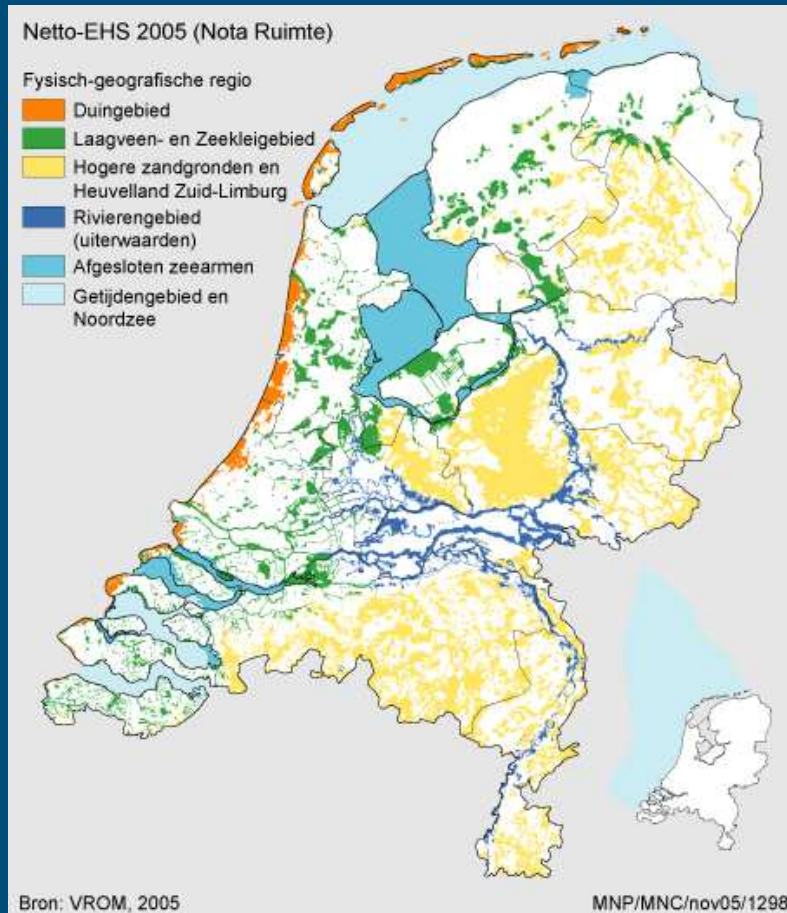 Netto-EHS 2005 (Nota Ruimte)
Fysisch-geografische regio
Duingebied
Laagveen- en Zeekleigebied
Hogere zandgronden en
Heuvelland Zuid-Limburg
Rivierengebied
(uiterwaarden)
Afgesloten zeearmen
Getijdengebied en
Noordzee
Bron: VROM, 2005
MNP/MNC/nov05/1298